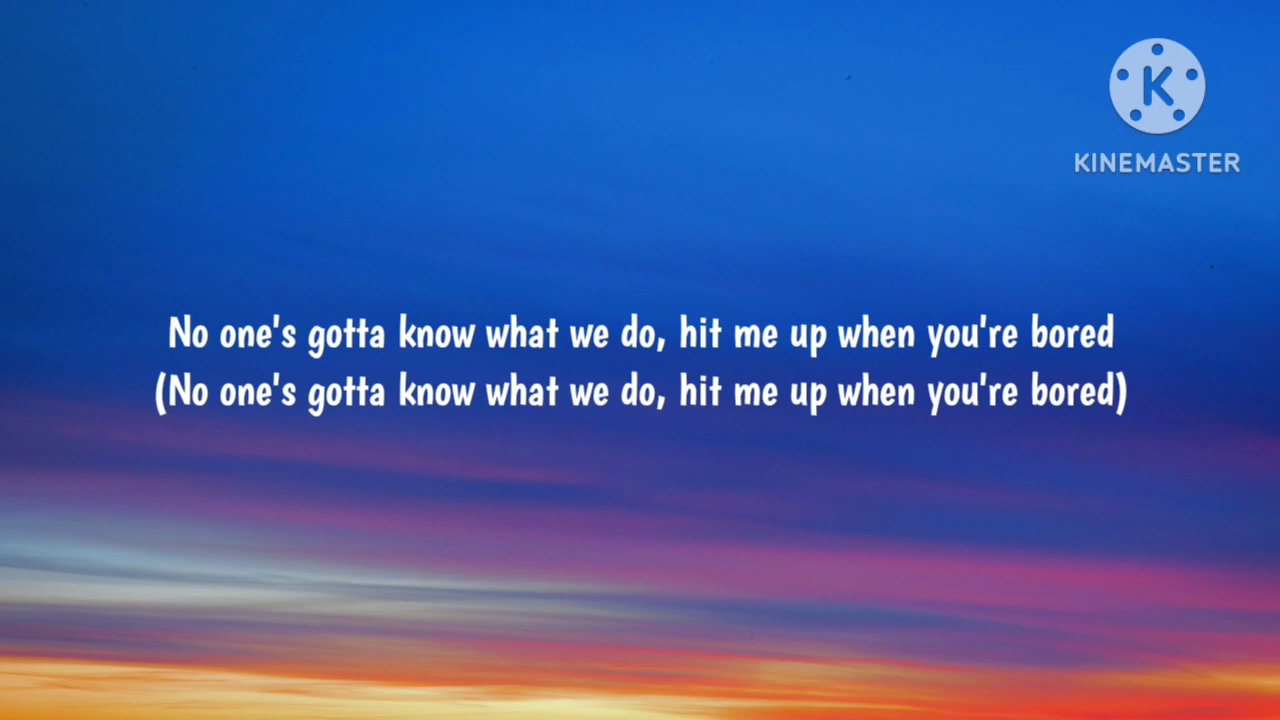 K
KINEMASTER
No one's gotta know what we do, hit me up when you're bored
(No one's gotta know what we do, hit me up when you're bored)